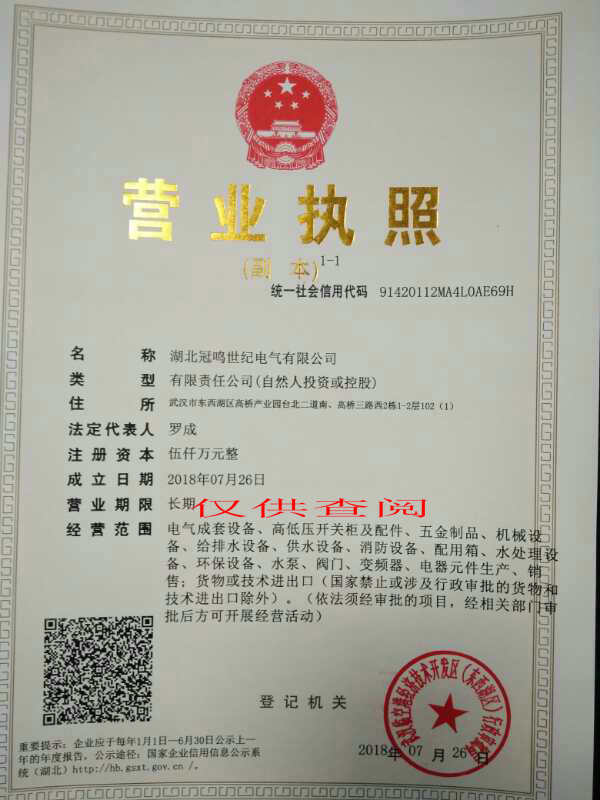 营业执照
(副 本) 1-1
统一社会信用代码 91420112MA4L0AE69H
名 称 湖北冠鸣世纪电气有限公司
类 型 有限责任公司(自然人投资或控股)
住 所 武汉市东西湖区高桥产业园台北二道南、高桥三路西2栋1-2层102（1）
法定代表人 罗成
注册资本 伍仟万元整
成立日期 2018年07月26日
营业期限 长期
仅供查阅
经营范围 电气成套设备、高低压开关柜及配件、五金制品、机械设
备、给排水设备、供水设备、消防设备、配用箱、水处理设
备、环保设备、水泵、阀门、变频器、电器元件生产、销
售；货物或技术进出口（国家禁止或涉及行政审批的货物和
技术进出口除外）。（依法须经审批的项目，经相关部门审
批后方可开展经营活动）
登记机关
2018年 07 月 26 日
重要提示：企业应于每年1月1日—6月30日公示上一
年的年度报告。公示途径：国家企业信用信息公示系
统（湖北）http://hb.gsxt.gov.cn/。